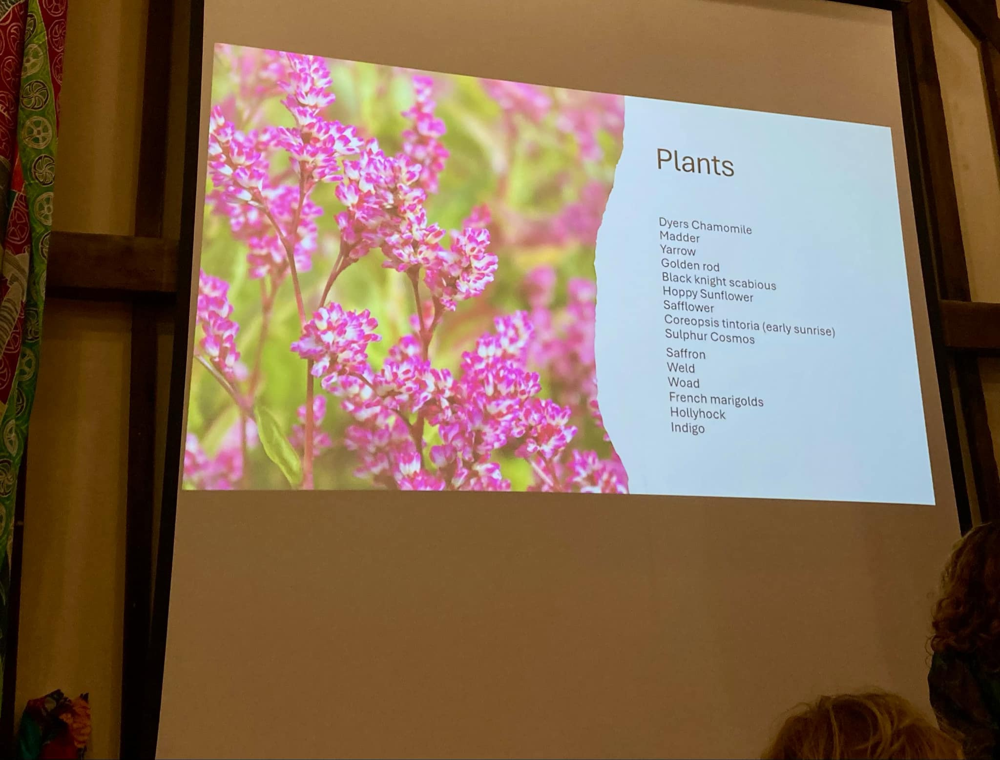 Plants
Dyers Chamomile
Madder
Yarrow
Golden rod
Black knight scabious
Hoppy Sunflower
Safflower
Coreopsis tintoria (early sunrise)
Sulphur Cosmos
Saffron
Weld
Woad
French marigolds
Hollyhock
Indigo